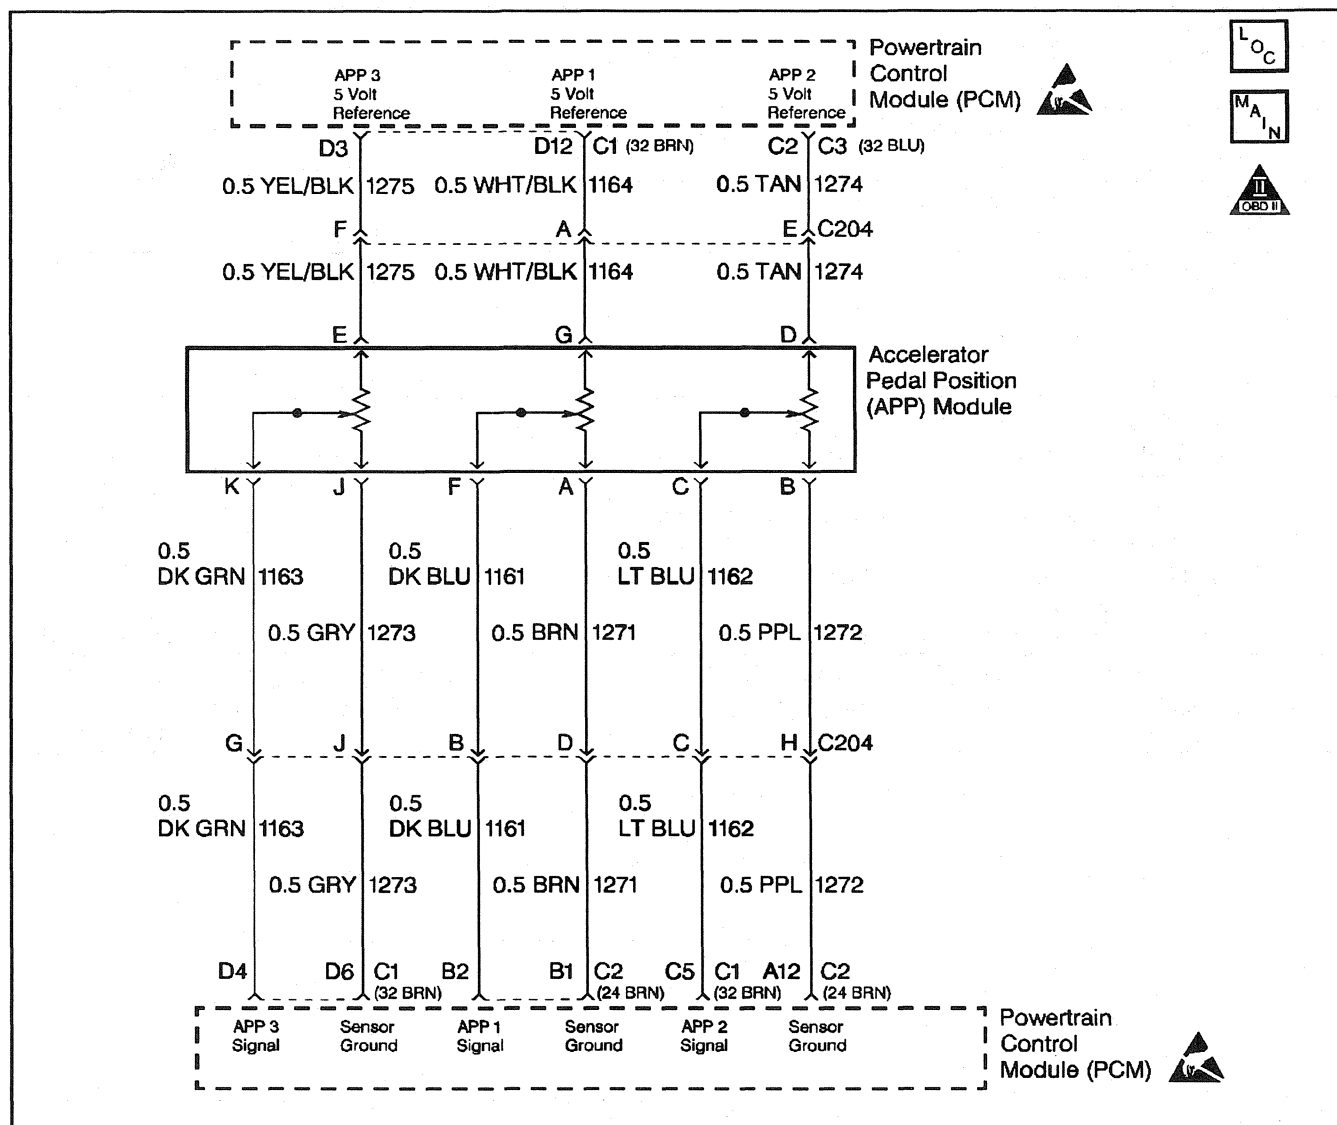 Powertrain
Control
Module (PCM)
APP 3
5 Volt
Reference
APP 1
5 Volt
Reference
APP 2
5 Volt
Reference
LOC
MAIN
II
OBD II
D3 D12 C1 (32 BRN) C2 C3 (32 BLU)
0.5 YEL/BLK 1275 0.5 WHT/BLK 1164 0.5 TAN 1274
F A E C204
0.5 YEL/BLK 1275 0.5 WHT/BLK 1164 0.5 TAN 1274
E G D
Accelerator
Pedal Position
(APP) Module
K J F A C B
0.5 0.5 0.5
DK GRN 1163 DK BLU 1161 LT BLU 1162
0.5 GRY 1273 0.5 BRN 1271 0.5 PPL 1272
G J B D C H C204
0.5 0.5 0.5
DK GRN 1163 DK BLU 1161 LT BLU 1162
0.5 GRY 1273 0.5 BRN 1271 0.5 PPL 1272
D4 D6 C1 B2 B1 C2 C5 C1 A12 C2
(32 BRN) (24 BRN) (32 BRN) (24 BRN)
APP 3
Signal
Sensor
Ground
APP 1
Signal
Sensor
Ground
APP 2
Signal
Sensor
Ground
Powertrain
Control
Module (PCM)